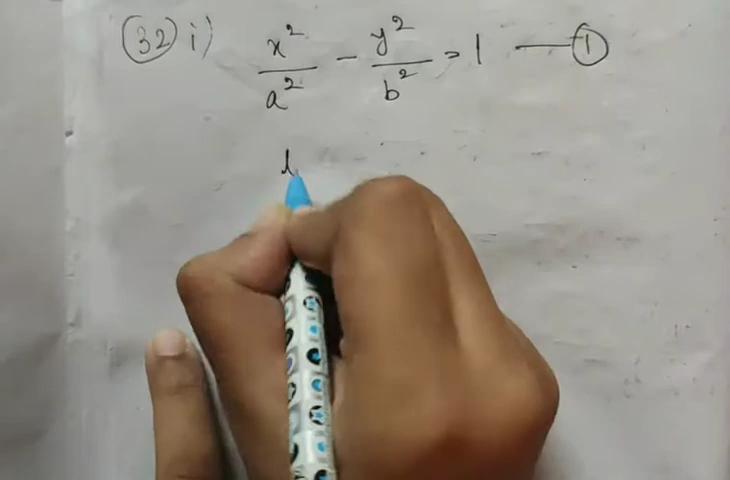 (32) i) x²/a² - y²/b² = 1 — (1)
l